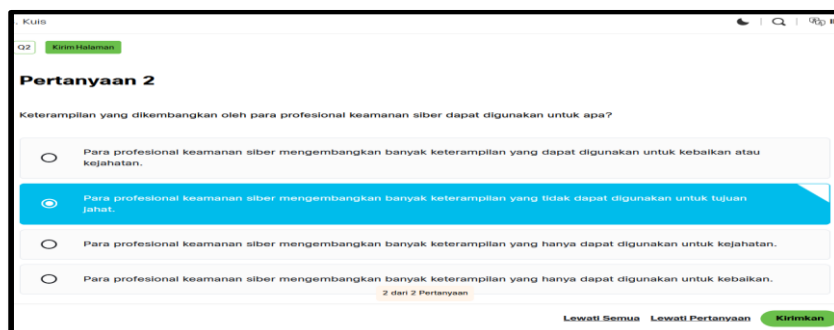 . Kuis
Q2 Kirim Halaman
Pertanyaan 2
Keterampilan yang dikembangkan oleh para profesional keamanan siber dapat digunakan untuk apa?
Para profesional keamanan siber mengembangkan banyak keterampilan yang dapat digunakan untuk kebaikan atau
kejahatan.
Para profesional keamanan siber mengembangkan banyak keterampilan yang tidak dapat digunakan untuk tujuan
jahat.
Para profesional keamanan siber mengembangkan banyak keterampilan yang hanya dapat digunakan untuk kejahatan.
Para profesional keamanan siber mengembangkan banyak keterampilan yang hanya dapat digunakan untuk kebaikan.
2 dari 2 Pertanyaan
Lewati Semua Lewati Pertanyaan Kirimkan